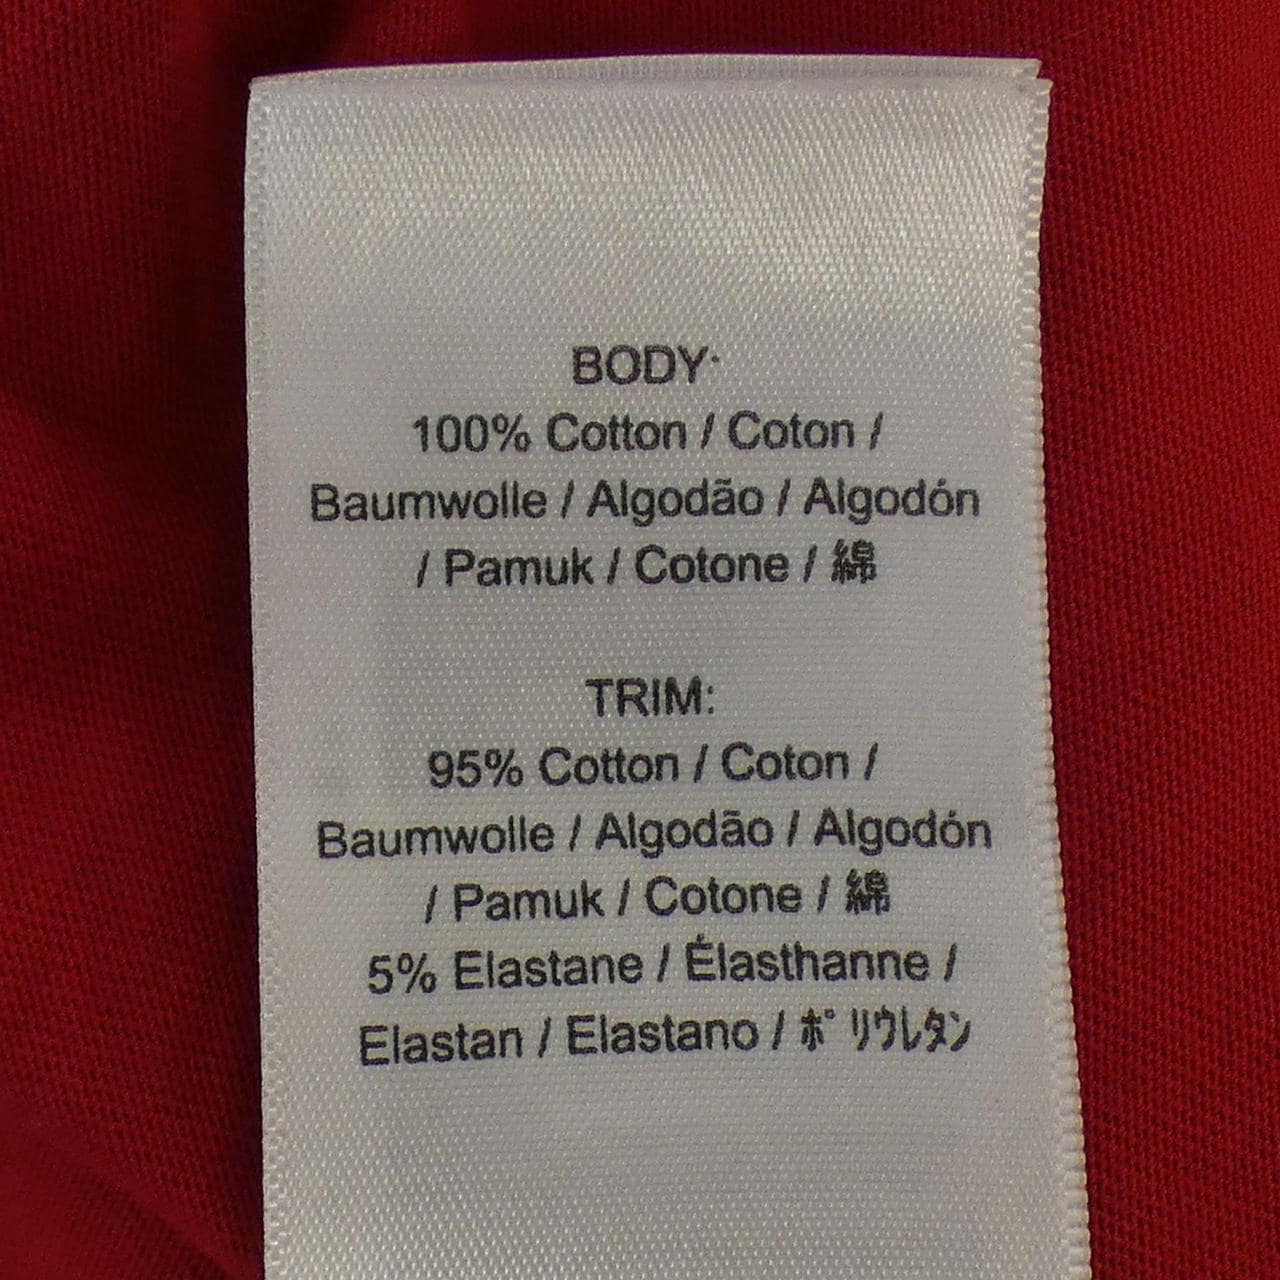 BODY:
100% Cotton / Coton /
Baumwolle / Algodão / Algodón
/ Pamuk / Cotone / 綿
TRIM:
95% Cotton / Coton /
Baumwolle / Algodão / Algodón
/ Pamuk / Cotone / 綿
5% Elastane / Élasthanne /
Elastan / Elastano / ﾎﾟﾘｳﾚﾀﾝ